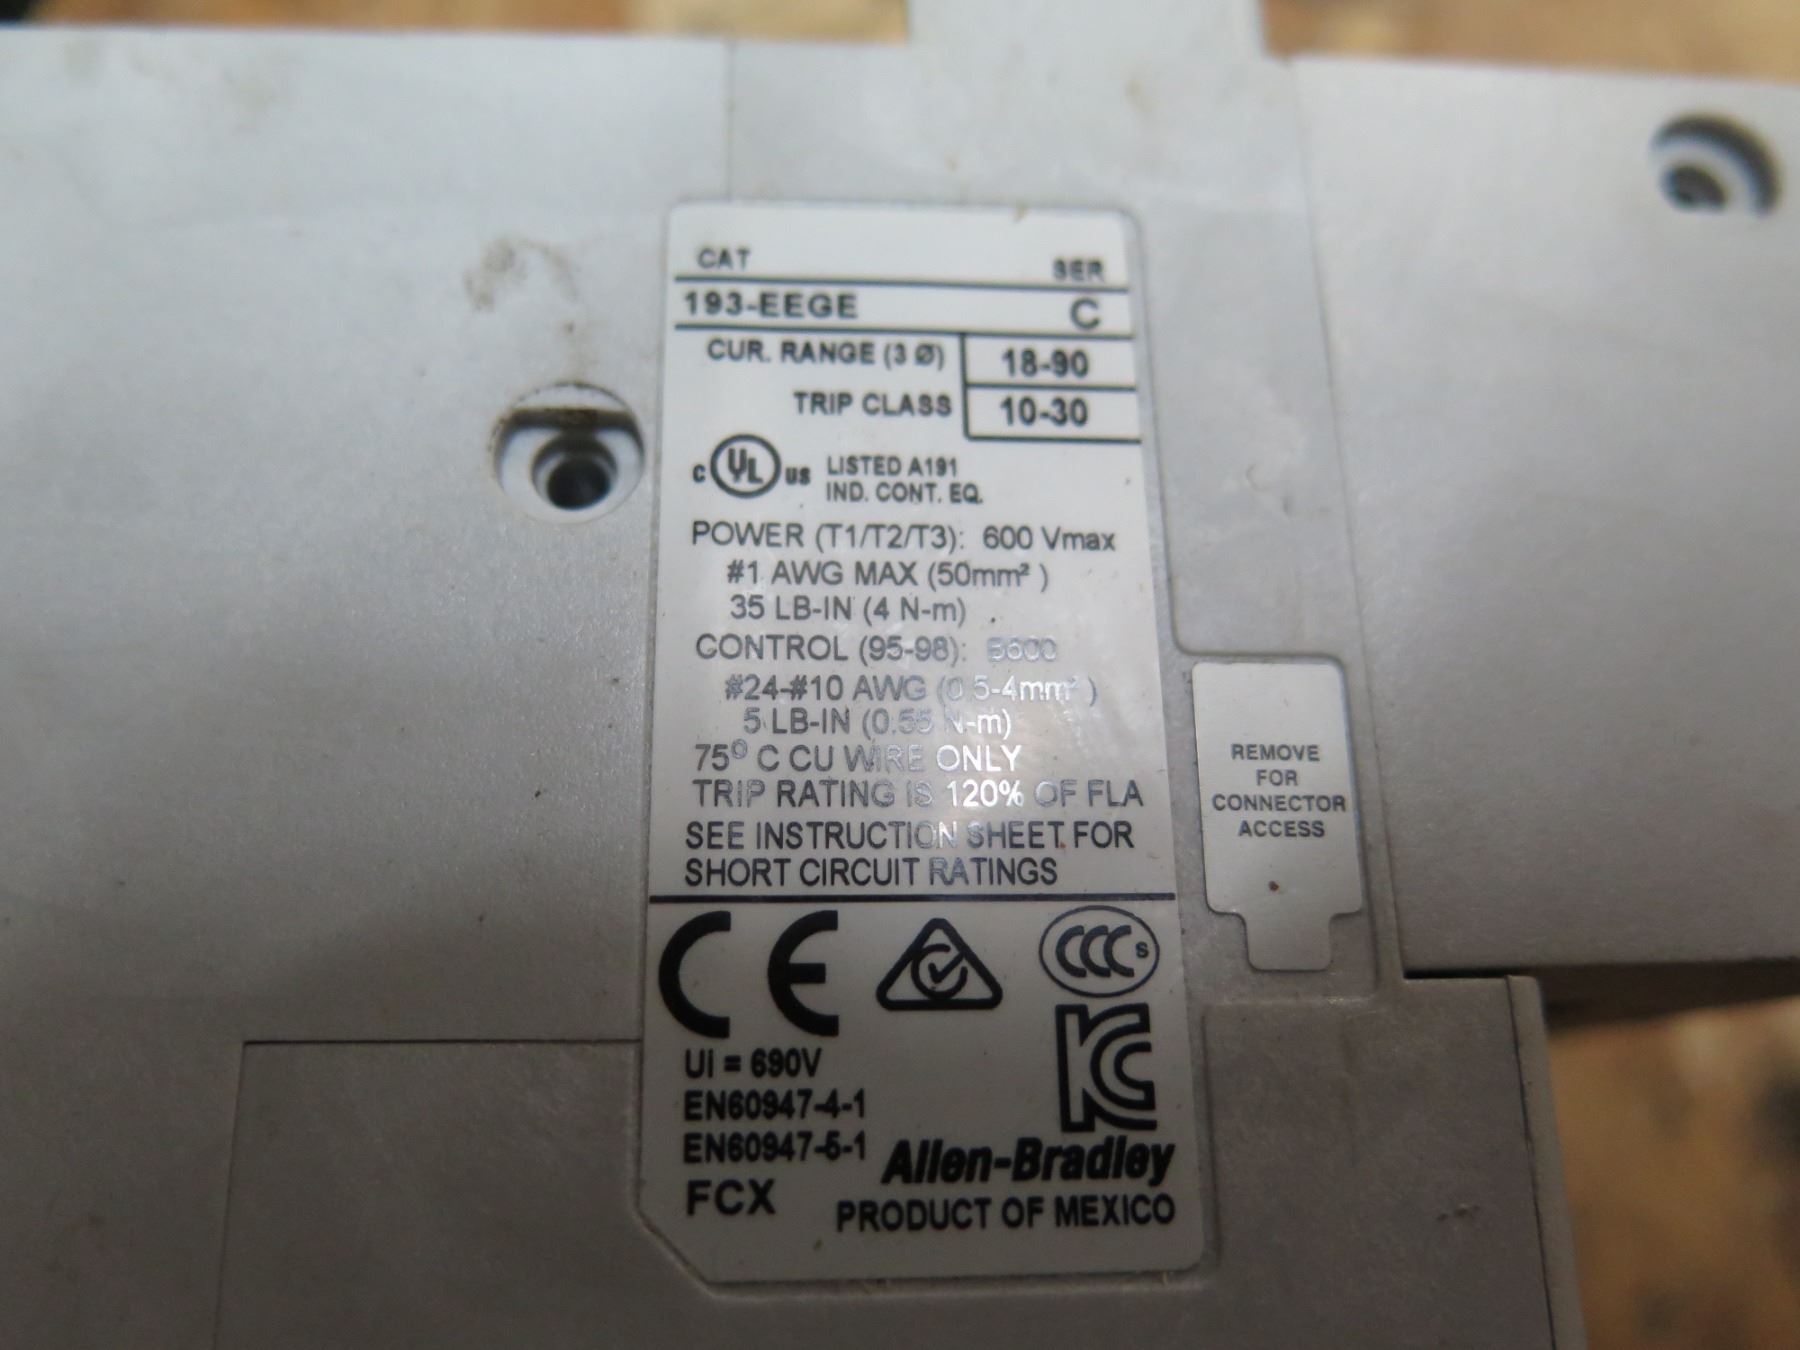 CAT SER
193-EEGE C
CUR. RANGE (3 Ø) 18-90
TRIP CLASS 10-30
C UL US LISTED A191
IND. CONT. EQ.
POWER (T1/T2/T3): 600 Vmax
#1 AWG MAX (50mm²)
35 LB-IN (4 N-m)
CONTROL (95-98): B600
#24-#10 AWG (0.5-4mm²)
5 LB-IN (0.55 N-m)
75° C CU WIRE ONLY
TRIP RATING IS 120% OF FLA
SEE INSTRUCTION SHEET FOR
SHORT CIRCUIT RATINGS
CE CCC S
KC
UI = 690V
EN60947-4-1
EN60947-5-1
Allen-Bradley
FCX PRODUCT OF MEXICO
REMOVE
FOR
CONNECTOR
ACCESS